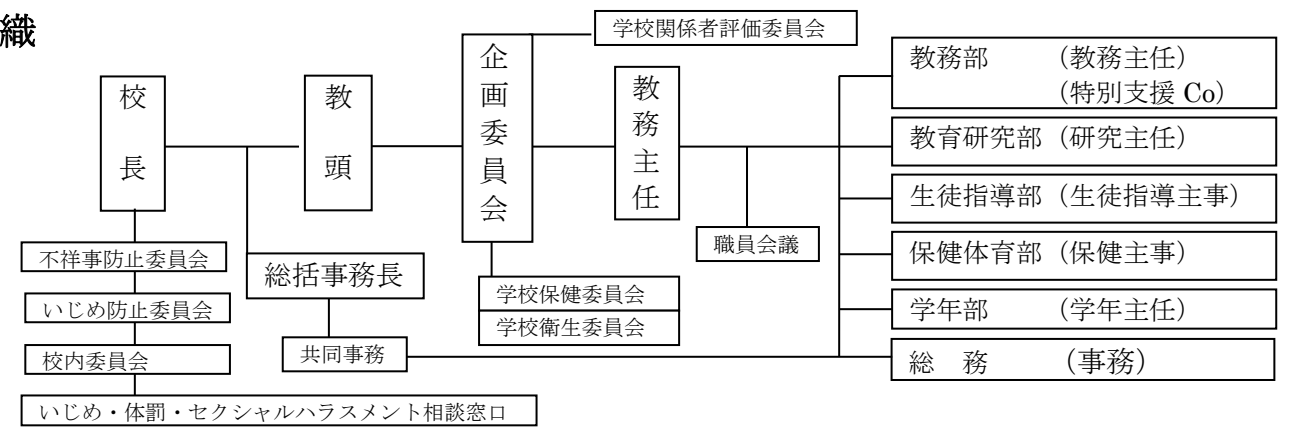 織
学校関係者評価委員会
校長
教頭
企画委員会
教務主任
教務部 （教務主任）
（特別支援 Co）
教育研究部（研究主任）
生徒指導部（生徒指導主事）
保健体育部（保健主事）
学年部 （学年主任）
総 務 （事務）
職員会議
不祥事防止委員会
いじめ防止委員会
校内委員会
いじめ・体罰・セクシャルハラスメント相談窓口
総括事務長
共同事務
学校保健委員会
学校衛生委員会